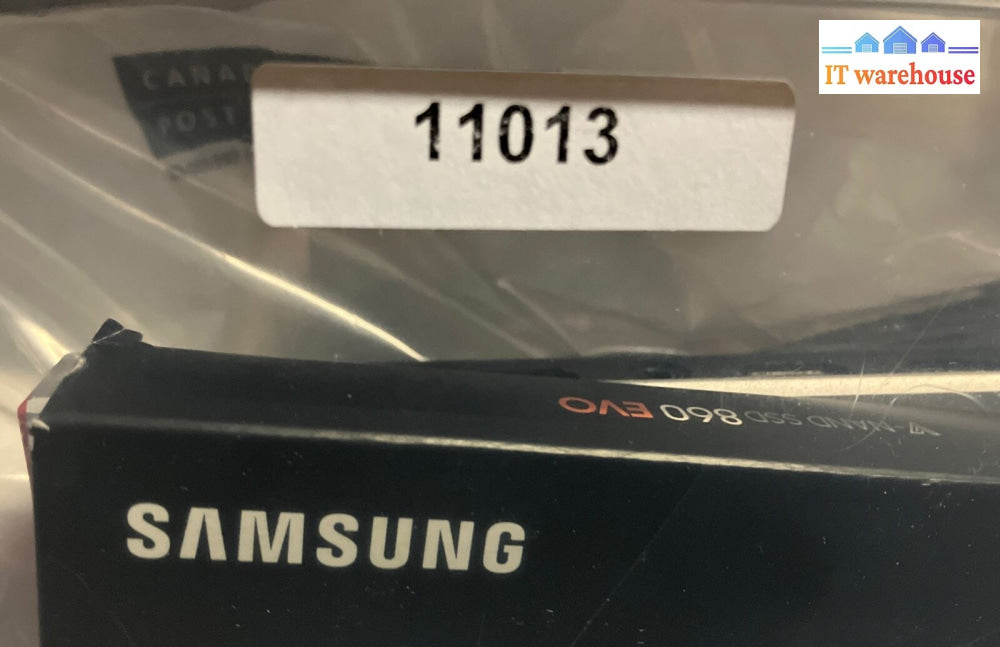 IT warehouse
CANA
POST
11013
V-NAND SSD 860 EVO
SAMSUNG